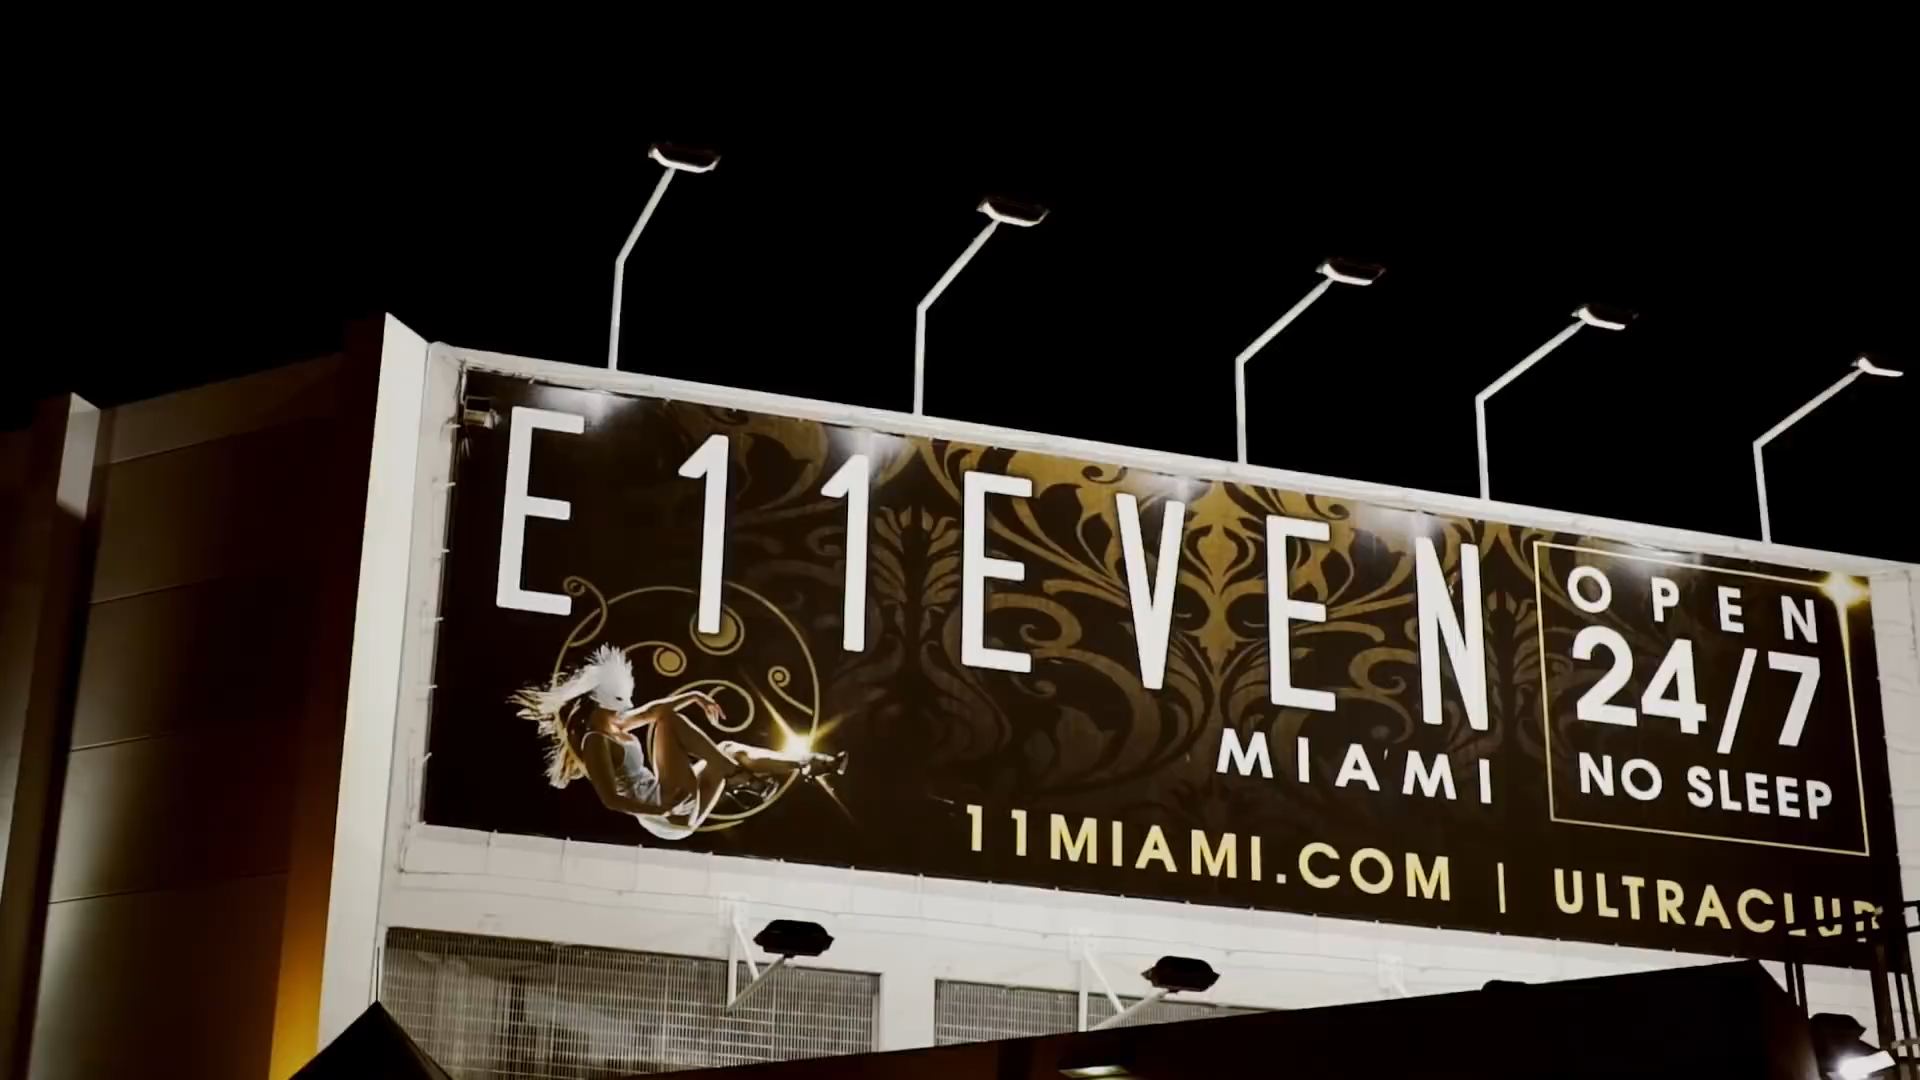 E11EVEN
MIAMI
OPEN
24/7
NO SLEEP
11MIAMI.COM | ULTRACLUB